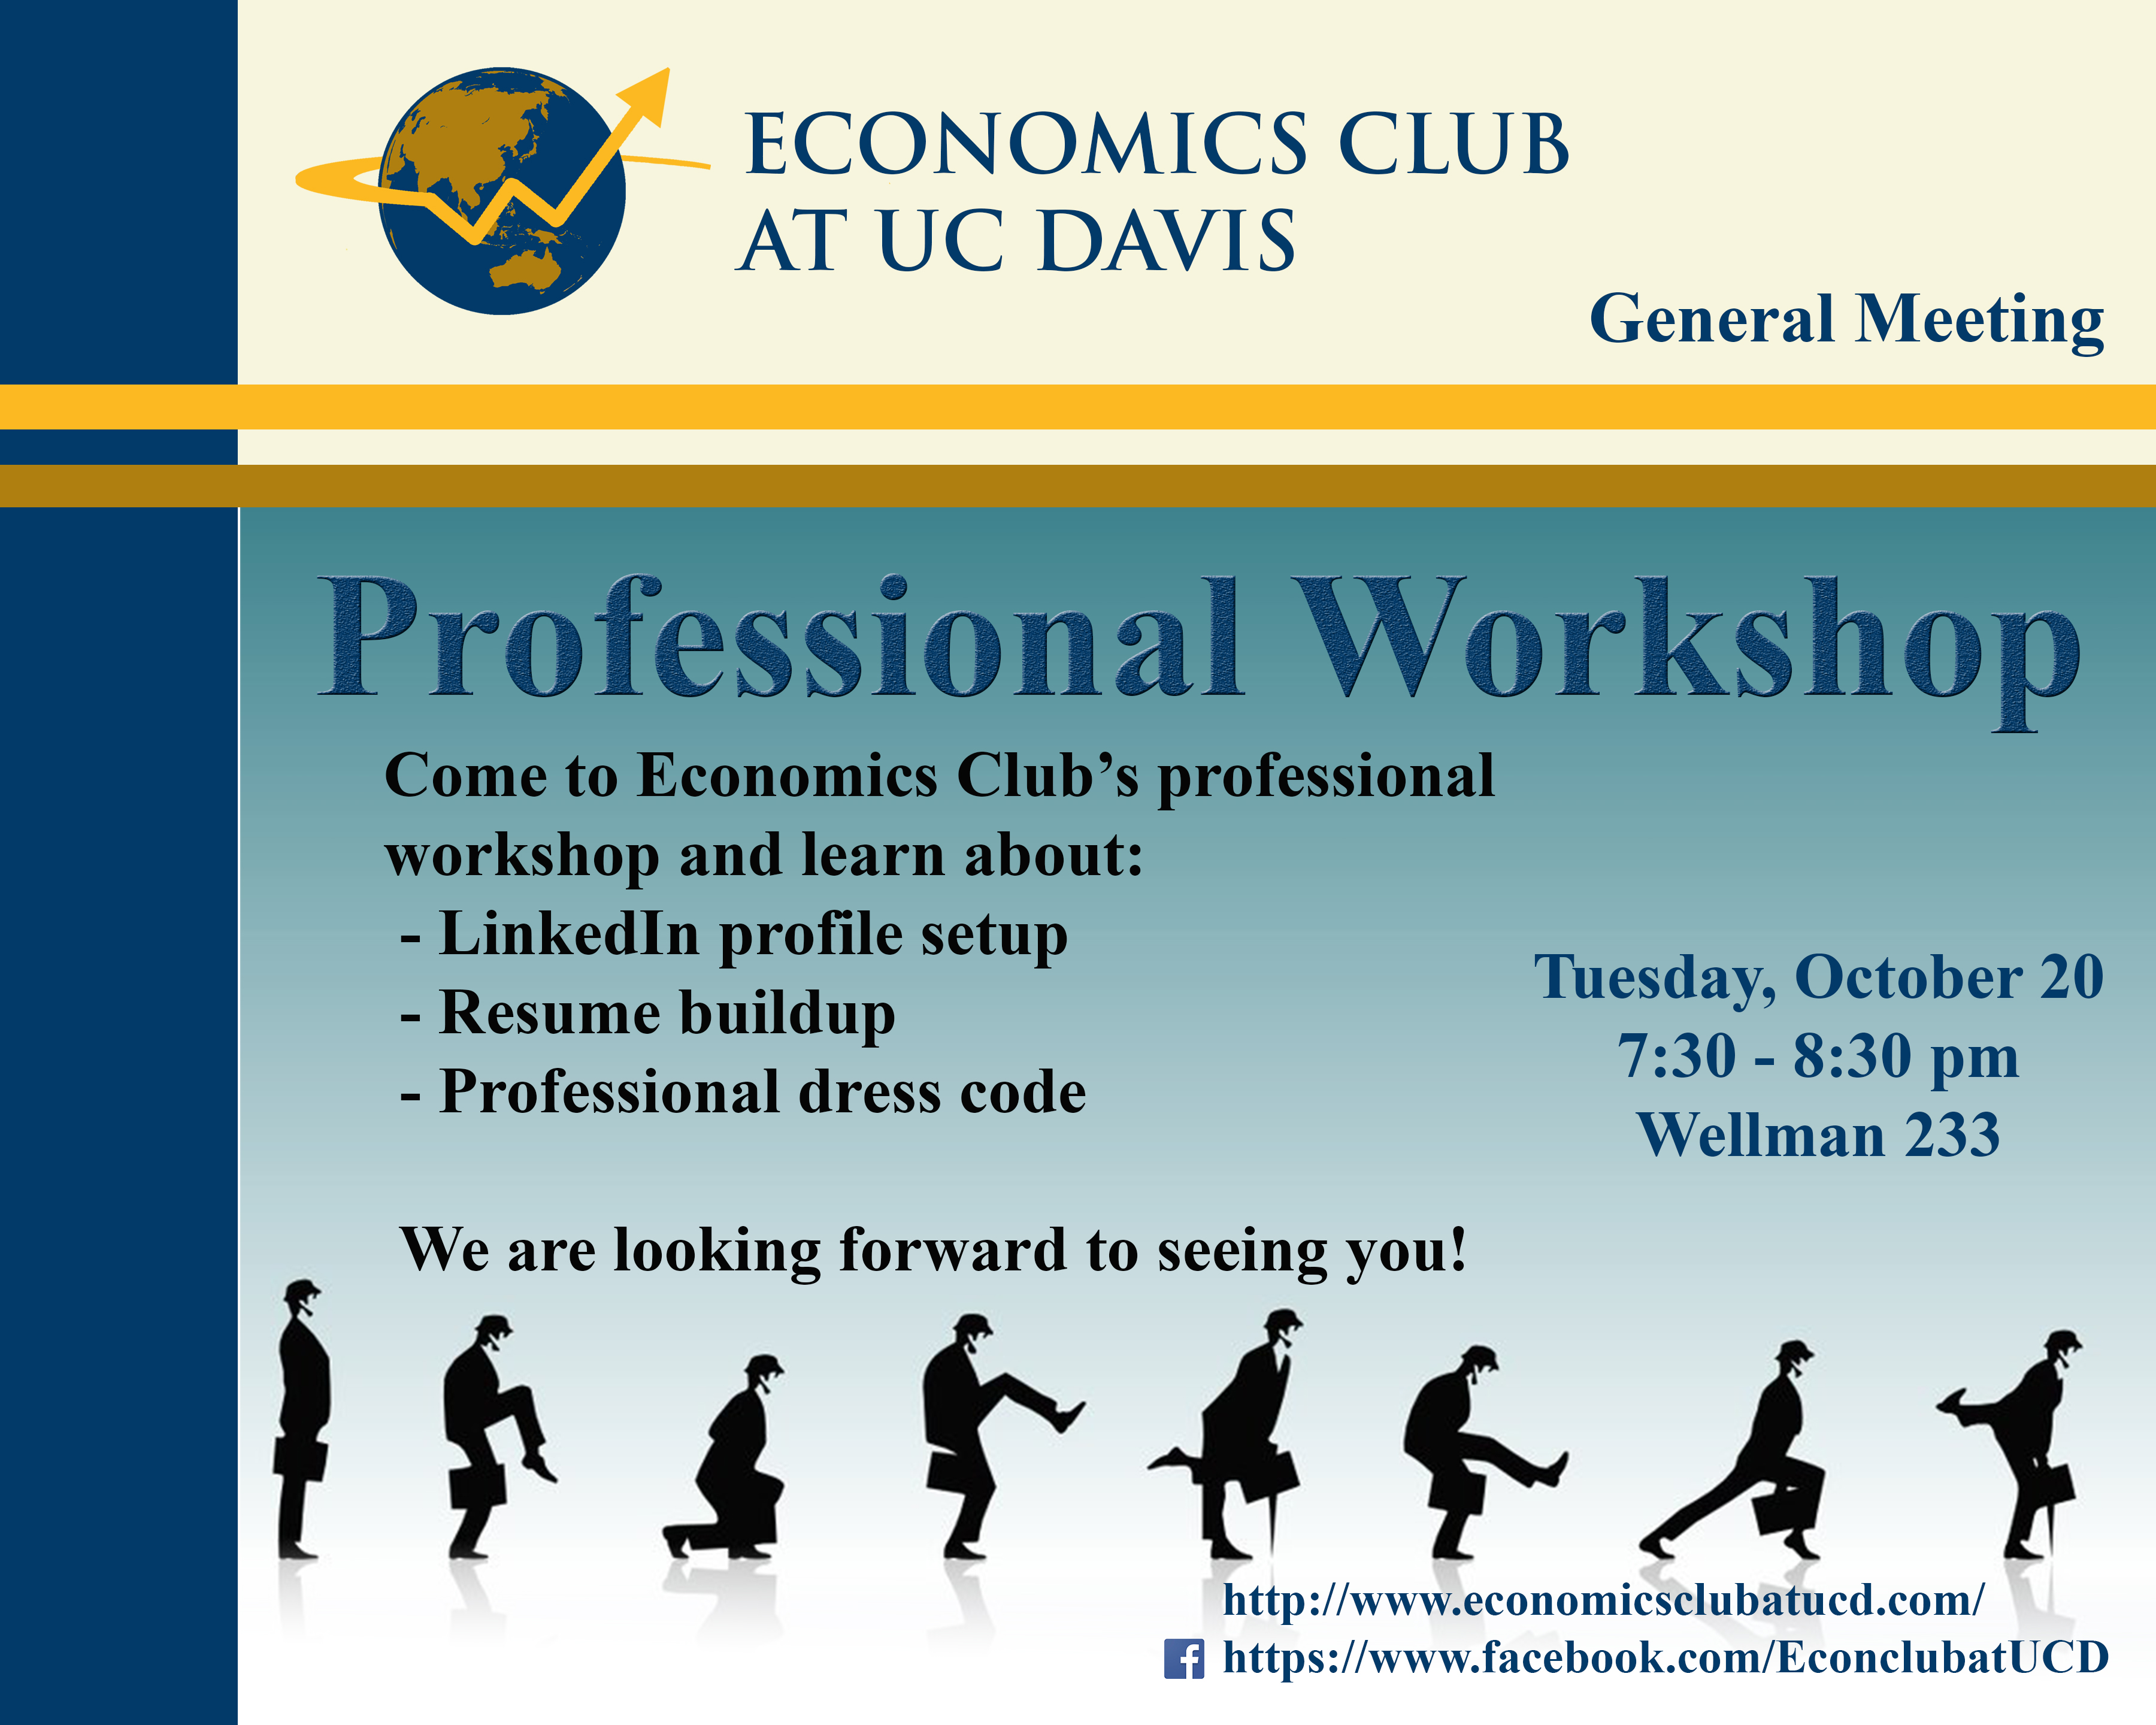 ECONOMICS CLUB
AT UC DAVIS
General Meeting
Professional Workshop
Come to Economics Club’s professional
workshop and learn about:
- LinkedIn profile setup
- Resume buildup
- Professional dress code
Tuesday, October 20
7:30 - 8:30 pm
Wellman 233
We are looking forward to seeing you!
http://www.economicsclubatucd.com/
f https://www.facebook.com/EconclubatUCD